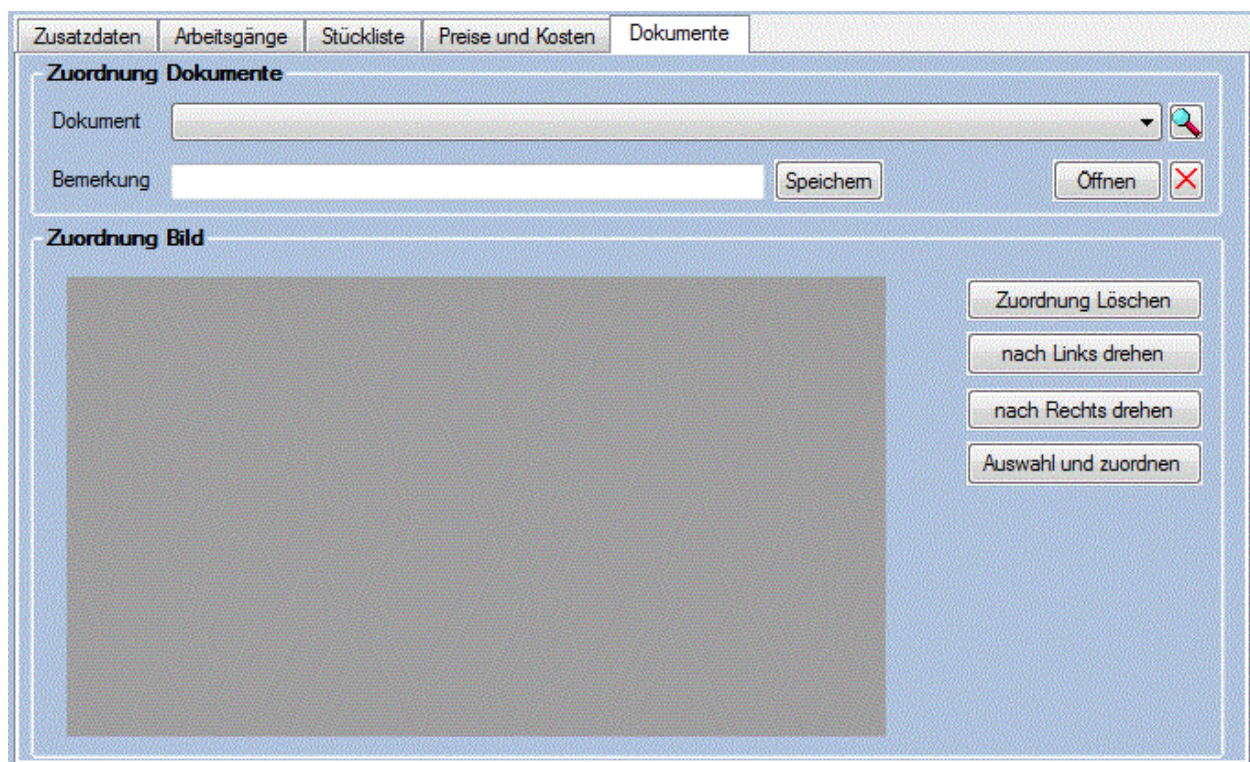 Zusatzdaten Arbeitsgänge Stückliste Preise und Kosten Dokumente
Zuordnung Dokumente
Dokument
Bemerkung Speichern Öffnen
Zuordnung Bild
Zuordnung Löschen
nach Links drehen
nach Rechts drehen
Auswahl und zuordnen